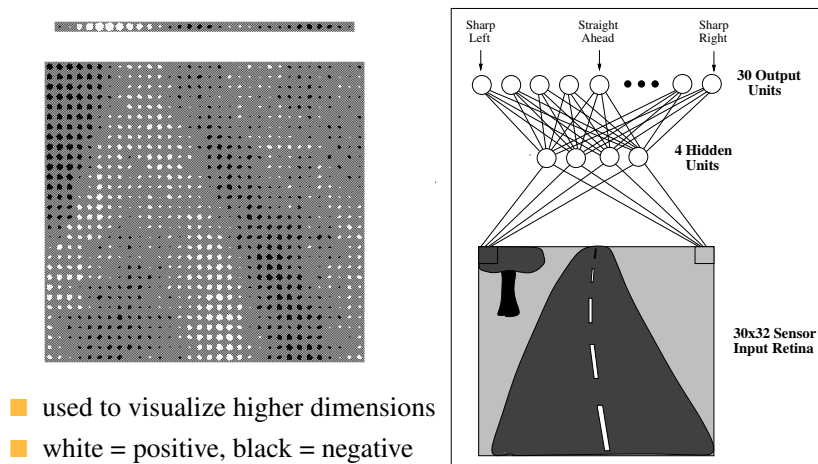 Sharp Left
Straight Ahead
Sharp Right
30 Output Units
4 Hidden Units
30x32 Sensor Input Retina
used to visualize higher dimensions
white = positive, black = negative